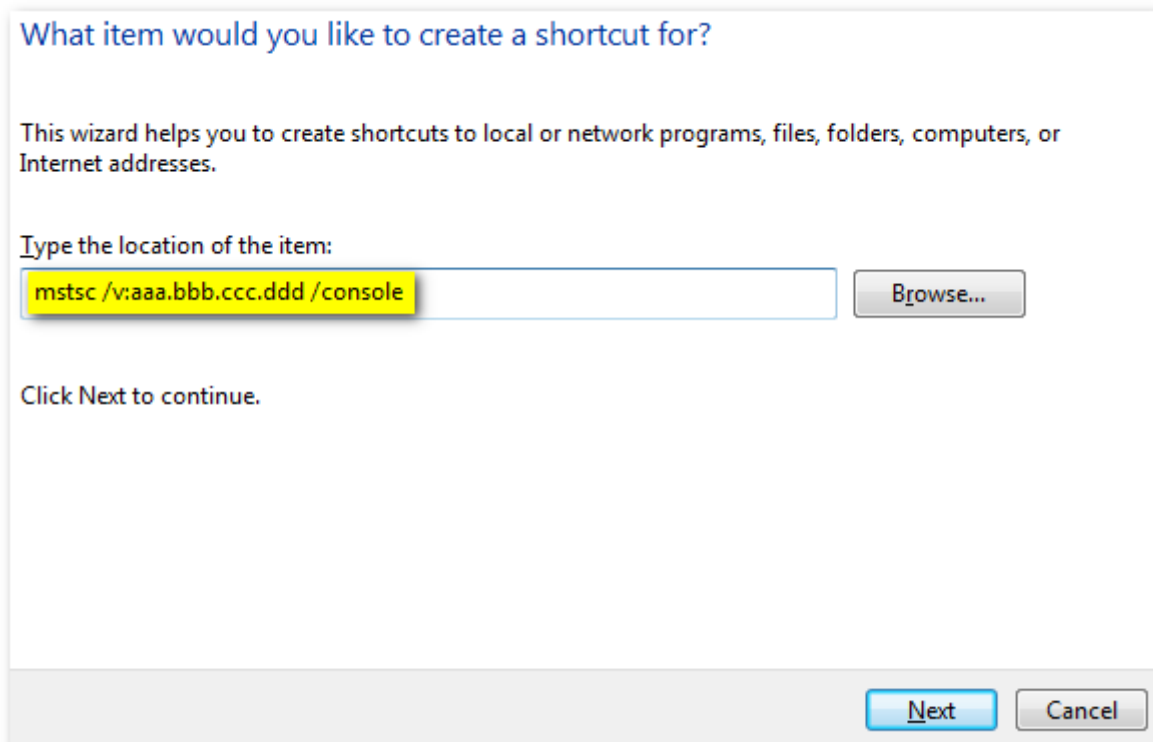 What item would you like to create a shortcut for?
This wizard helps you to create shortcuts to local or network programs, files, folders, computers, or
Internet addresses.
Type the location of the item:
mstsc /v:aaa.bbb.ccc.ddd /console
Browse...
Click Next to continue.
Next
Cancel